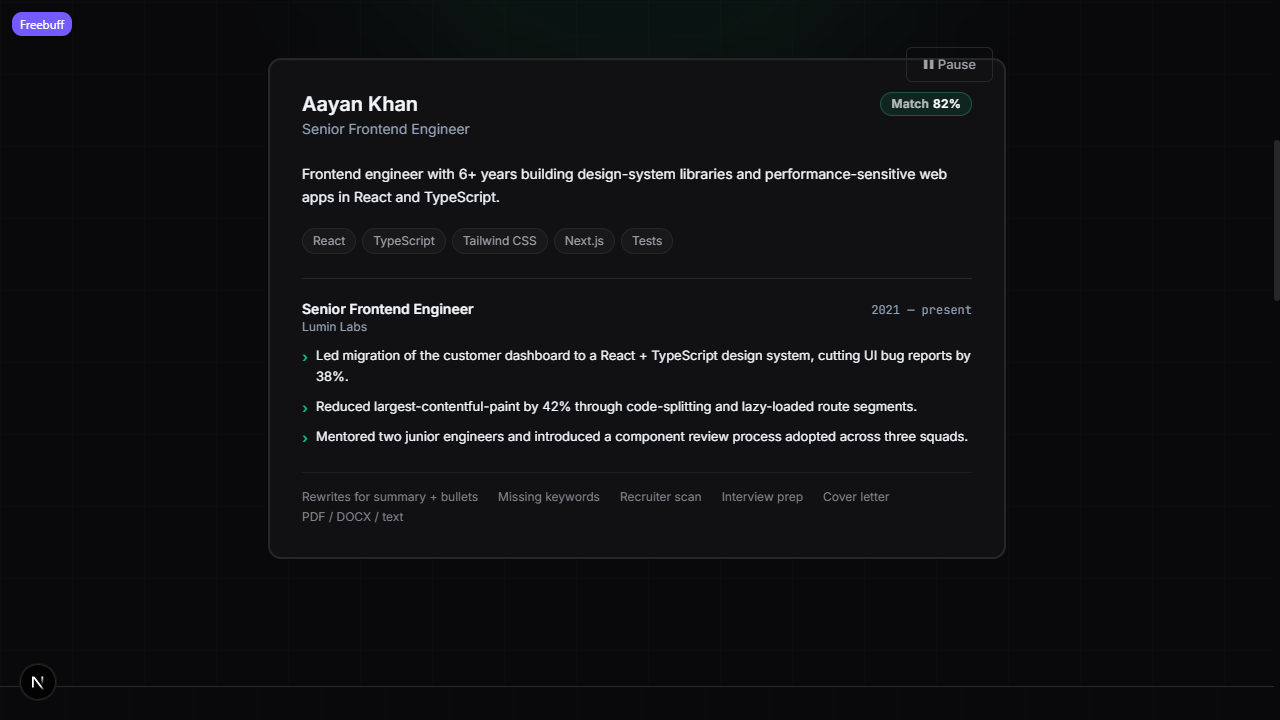 Freebuff
Pause
Aayan Khan
Match 82%
Senior Frontend Engineer
Frontend engineer with 6+ years building design-system libraries and performance-sensitive web
apps in React and TypeScript.
React TypeScript Tailwind CSS Next.js Tests
Senior Frontend Engineer 2021 — present
Lumin Labs
› Led migration of the customer dashboard to a React + TypeScript design system, cutting UI bug reports by
38%.
› Reduced largest-contentful-paint by 42% through code-splitting and lazy-loaded route segments.
› Mentored two junior engineers and introduced a component review process adopted across three squads.
Rewrites for summary + bullets Missing keywords Recruiter scan Interview prep Cover letter
PDF / DOCX / text
N